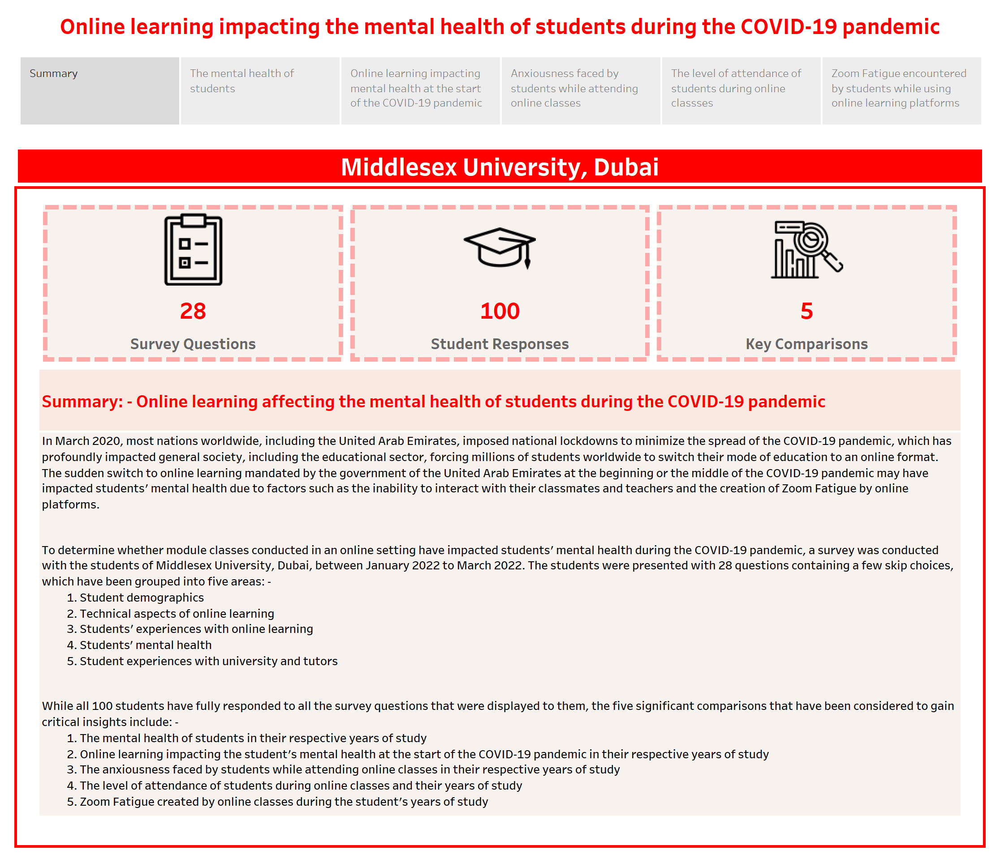 Online learning impacting the mental health of students during the COVID-19 pandemic
Summary
The mental health of
students
Online learning impacting
mental health at the start
of the COVID-19 pandemic
Anxiousness faced by
students while attending
online classes
The level of attendance of
students during online
classses
Zoom Fatigue encountered
by students while using
online learning platforms
Middlesex University, Dubai
28
Survey Questions
100
Student Responses
5
Key Comparisons
Summary: - Online learning affecting the mental health of students during the COVID-19 pandemic
In March 2020, most nations worldwide, including the United Arab Emirates, imposed national lockdowns to minimize the spread of the COVID-19 pandemic, which has
profoundly impacted general society, including the educational sector, forcing millions of students worldwide to switch their mode of education to an online format.
The sudden switch to online learning mandated by the government of the United Arab Emirates at the beginning or the middle of the COVID-19 pandemic may have
impacted students’ mental health due to factors such as the inability to interact with their classmates and teachers and the creation of Zoom Fatigue by online
platforms.
To determine whether module classes conducted in an online setting have impacted students’ mental health during the COVID-19 pandemic, a survey was conducted
with the students of Middlesex University, Dubai, between January 2022 to March 2022. The students were presented with 28 questions containing a few skip choices,
which have been grouped into five areas: -
1. Student demographics
2. Technical aspects of online learning
3. Students’ experiences with online learning
4. Students’ mental health
5. Student experiences with university and tutors
While all 100 students have fully responded to all the survey questions that were displayed to them, the five significant comparisons that have been considered to gain
critical insights include: -
1. The mental health of students in their respective years of study
2. Online learning impacting the student’s mental health at the start of the COVID-19 pandemic in their respective years of study
3. The anxiousness faced by students while attending online classes in their respective years of study
4. The level of attendance of students during online classes and their years of study
5. Zoom Fatigue created by online classes during the student’s years of study